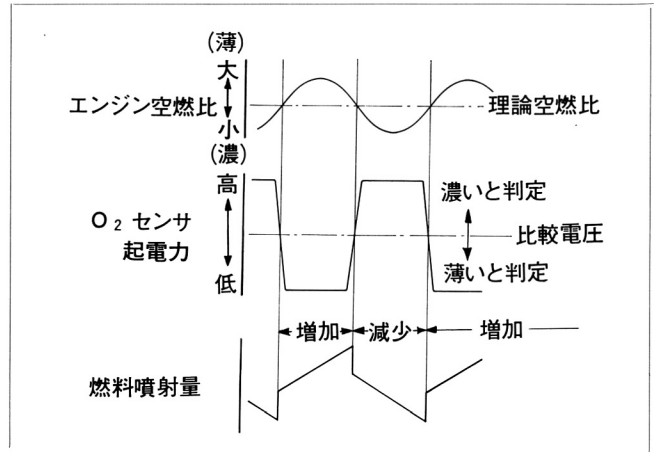 (薄)
大
エンジン空燃比
理論空燃比
小
(濃)
高
濃いと判定
O₂ センサ
起電力
比較電圧
薄いと判定
低
増加
減少
増加
燃料噴射量